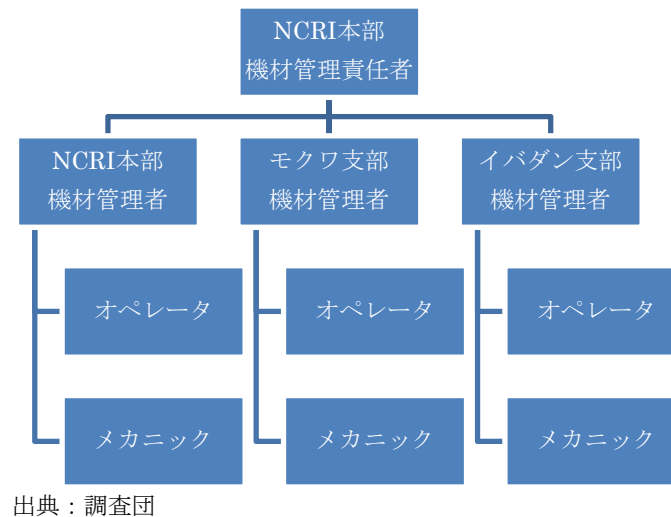 NCRI本部
機材管理責任者
NCRI本部
機材管理者
モクワ支部
機材管理者
イバダン支部
機材管理者
オペレータ
オペレータ
オペレータ
メカニック
メカニック
メカニック
出典：調査団